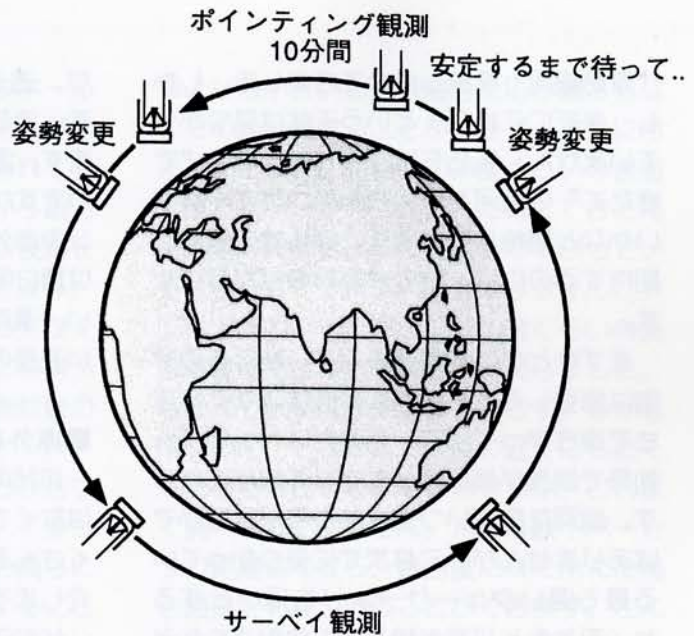 ポインティング観測
10分間
安定するまで待って..
姿勢変更
姿勢変更
サーベイ観測